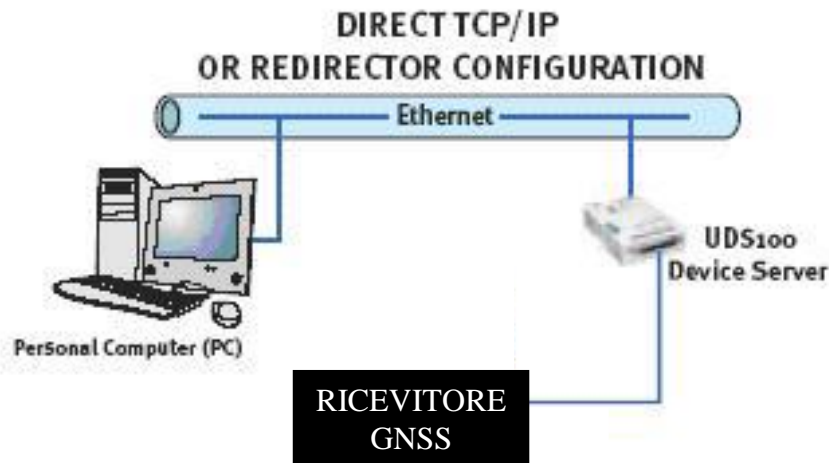 DIRECT TCP/IP
OR REDIRECTOR CONFIGURATION
Ethernet
UDS100
Device Server
Personal Computer (PC)
RICEVITORE
GNSS